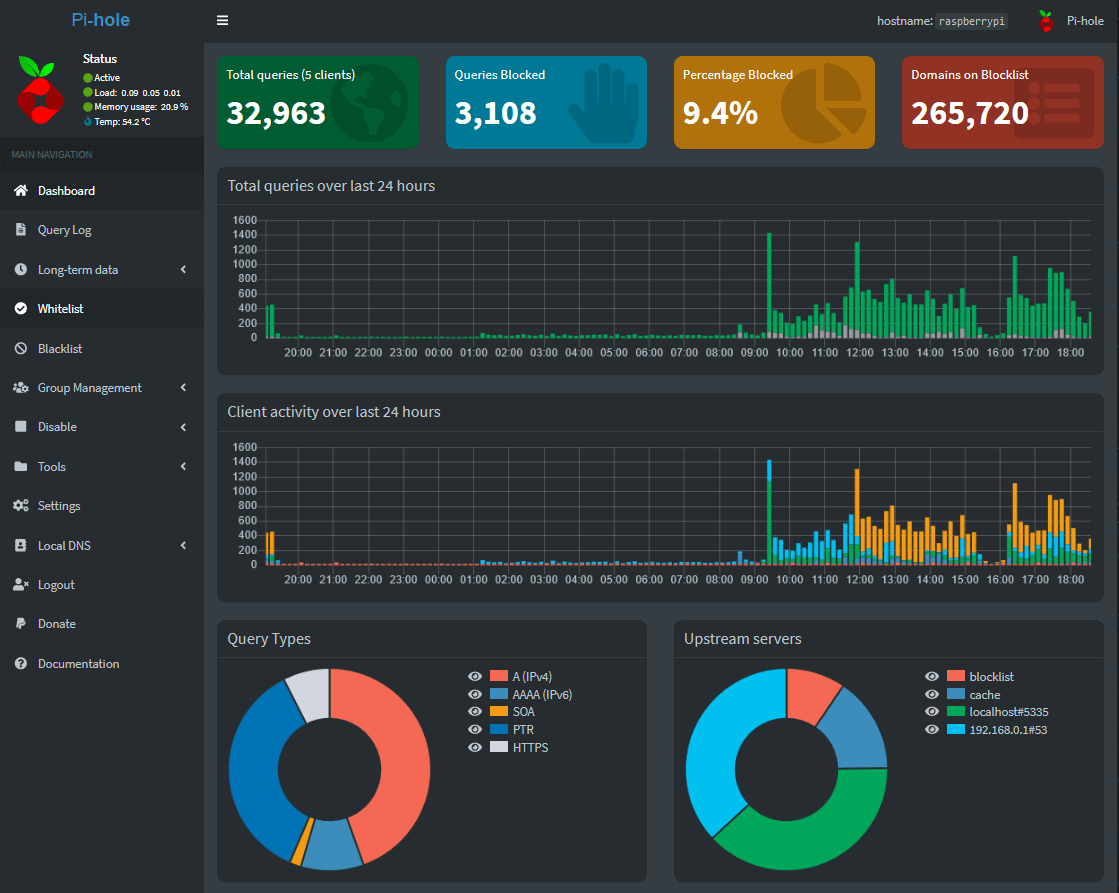 Pi-hole
hostname: raspberrypi
Pi-hole
Status
Active
Load: 0.09 0.05 0.01
Memory usage: 20.9 %
Temp: 54.2 °C
MAIN NAVIGATION
Dashboard
Query Log
Long-term data
Whitelist
Blacklist
Group Management
Disable
Tools
Settings
Local DNS
Logout
Donate
Documentation
Total queries (5 clients)
32,963
Queries Blocked
3,108
Percentage Blocked
9.4%
Domains on Blocklist
265,720
Total queries over last 24 hours
1600
1400
1200
1000
800
600
400
200
0
20:00 21:00 22:00 23:00 00:00 01:00 02:00 03:00 04:00 05:00 06:00 07:00 08:00 09:00 10:00 11:00 12:00 13:00 14:00 15:00 16:00 17:00 18:00
Client activity over last 24 hours
1600
1400
1200
1000
800
600
400
200
0
20:00 21:00 22:00 23:00 00:00 01:00 02:00 03:00 04:00 05:00 06:00 07:00 08:00 09:00 10:00 11:00 12:00 13:00 14:00 15:00 16:00 17:00 18:00
Query Types
A (IPv4)
AAAA (IPv6)
SOA
PTR
HTTPS
Upstream servers
blocklist
cache
localhost#5335
192.168.0.1#53